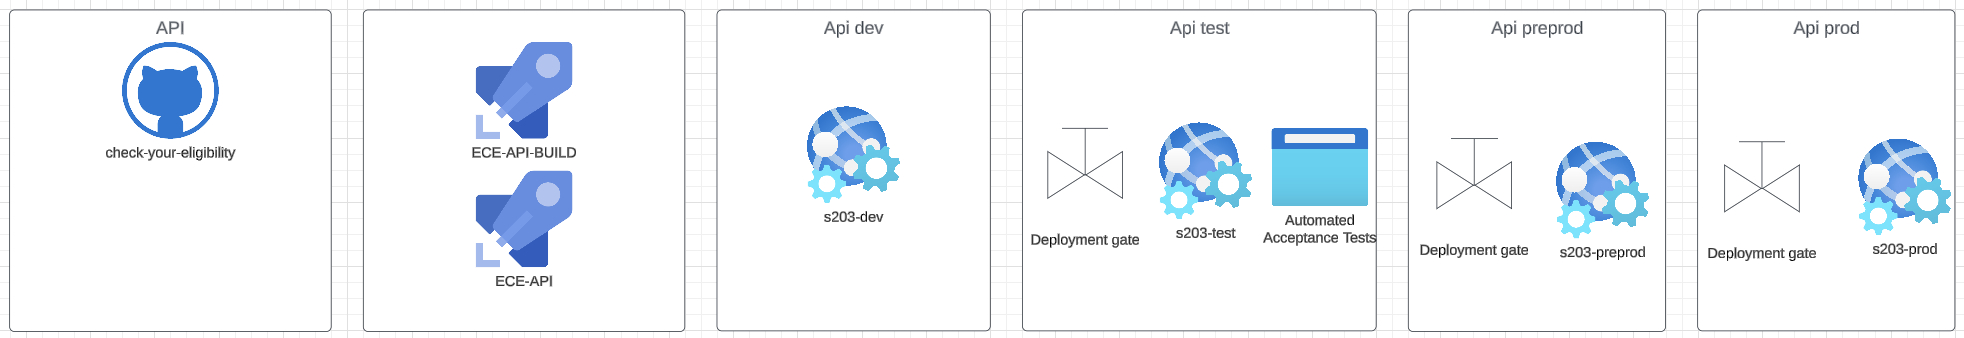 API
check-your-eligibility
ECE-API-BUILD
ECE-API
Api dev
s203-dev
Api test
Deployment gate
s203-test
Automated
Acceptance Tests
Api preprod
Deployment gate
s203-preprod
Api prod
Deployment gate
s203-prod